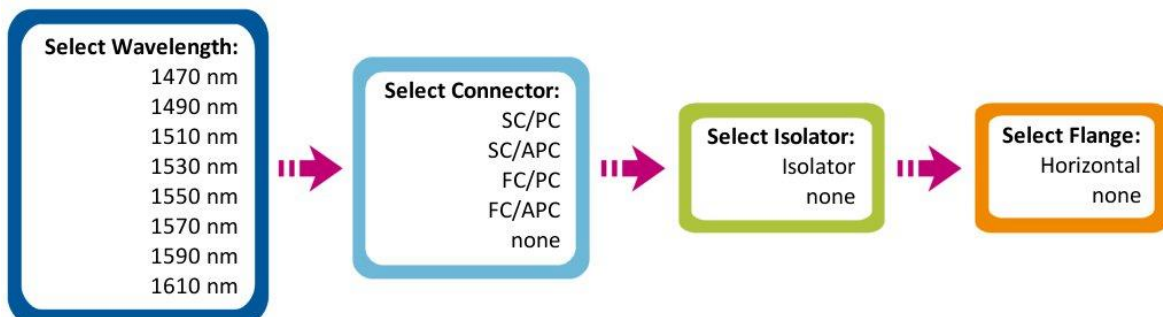 Select Wavelength:
1470 nm
1490 nm
1510 nm
1530 nm
1550 nm
1570 nm
1590 nm
1610 nm
Select Connector:
SC/PC
SC/APC
FC/PC
FC/APC
none
Select Isolator:
Isolator
none
Select Flange:
Horizontal
none